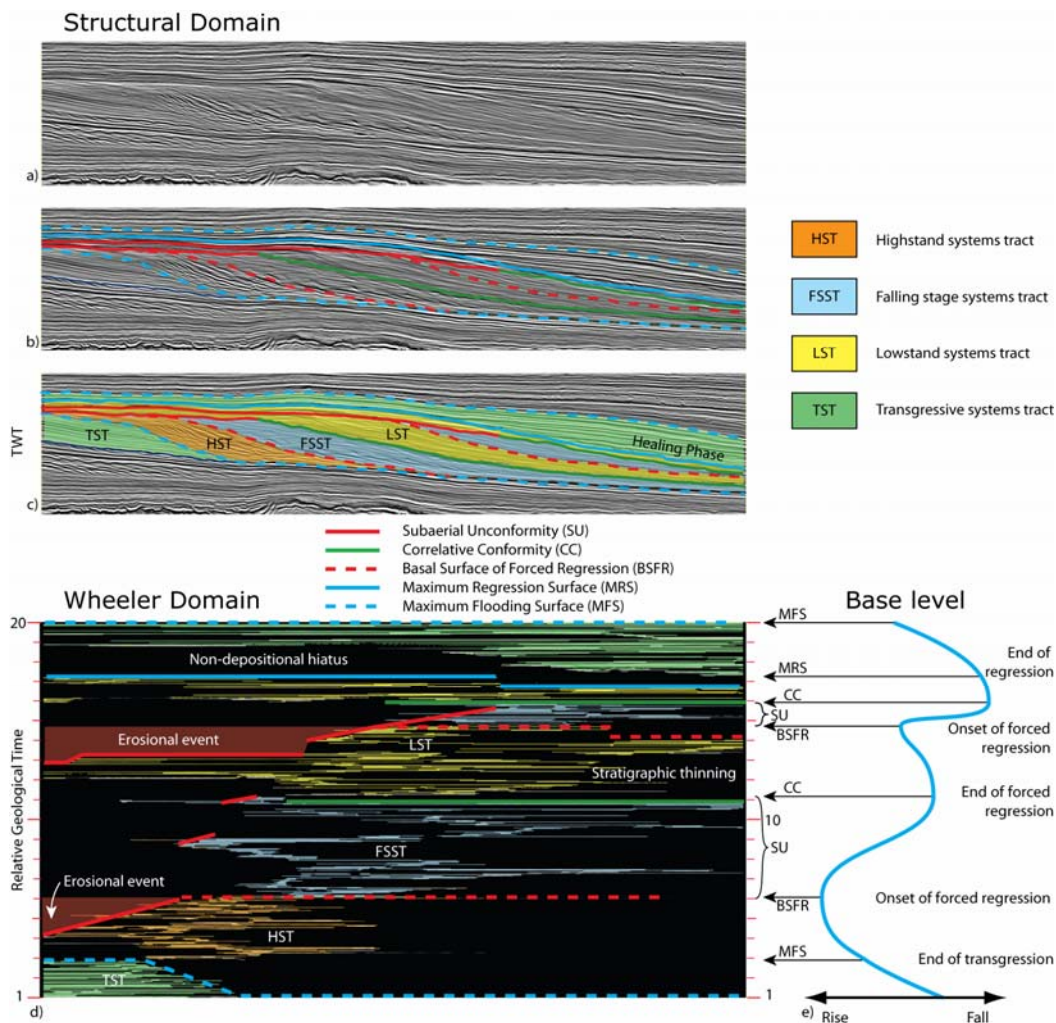 Structural Domain
a)
b)
HST
Highstand systems tract
FSST
Falling stage systems tract
LST
Lowstand systems tract
TST
Transgressive systems tract
TWT
TST
HST
FSST
LST
Healing Phase
c)
Subaerial Unconformity (SU)
Correlative Conformity (CC)
Basal Surface of Forced Regression (BSFR)
Maximum Regression Surface (MRS)
Maximum Flooding Surface (MFS)
Wheeler Domain
Base level
Relative Geological Time
20
Non-depositional hiatus
Erosional event
LST
Stratigraphic thinning
FSST
Erosional event
HST
TST
1
d)
MFS
MRS
CC
SU
BSFR
CC
10
SU
BSFR
MFS
1
End of
regression
Onset of forced
regression
End of forced
regression
Onset of forced regression
End of transgression
e)
Rise
Fall